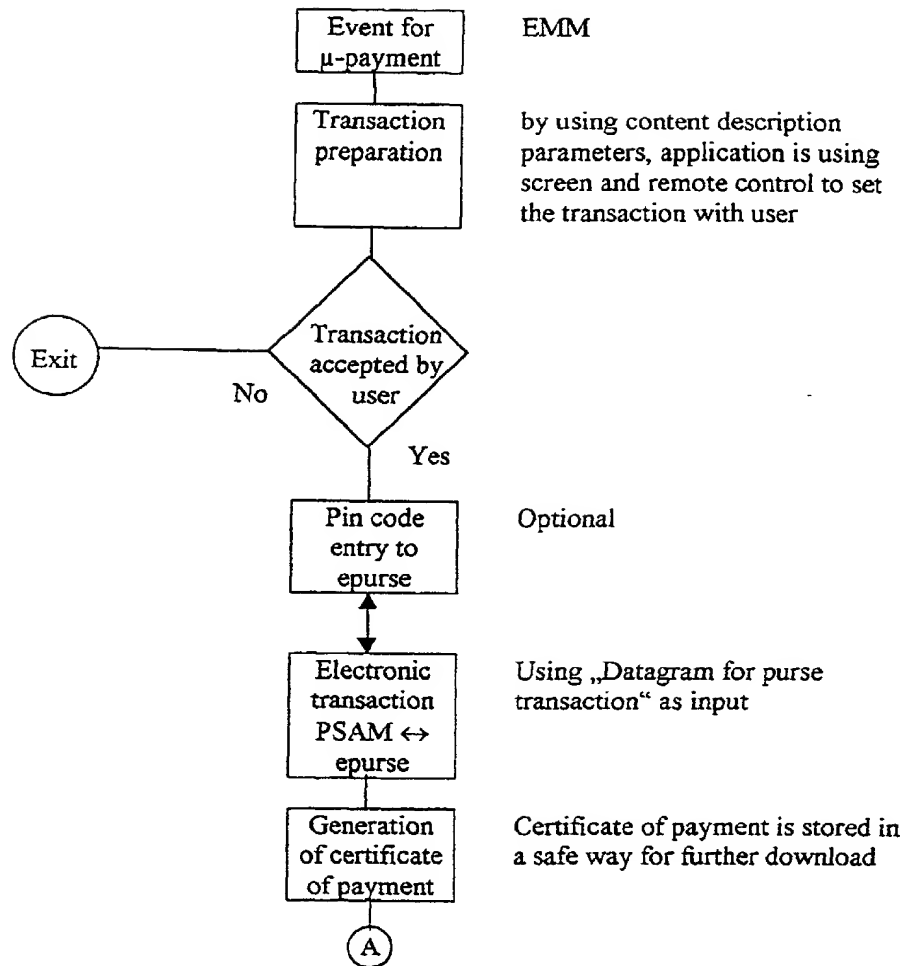 Event for
μ-payment
EMM
Transaction
preparation
by using content description
parameters, application is using
screen and remote control to set
the transaction with user
Exit
Transaction
accepted by
user
No
Yes
Pin code
entry to
epurse
Optional
Electronic
transaction
PSAM ↔
epurse
Using „Datagram for purse
transaction“ as input
Generation
of certificate
of payment
Certificate of payment is stored in
a safe way for further download
A